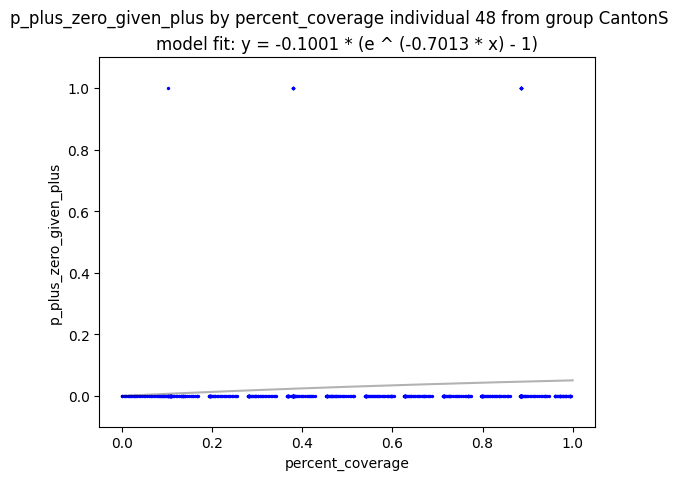 p_plus_zero_given_plus by percent_coverage individual 48 from group CantonS
model fit: y = -0.1001 * (e ^ (-0.7013 * x) - 1)
1.0
0.8
0.6
0.4
0.2
0.0
p_plus_zero_given_plus
0.0 0.2 0.4 0.6 0.8 1.0
percent_coverage